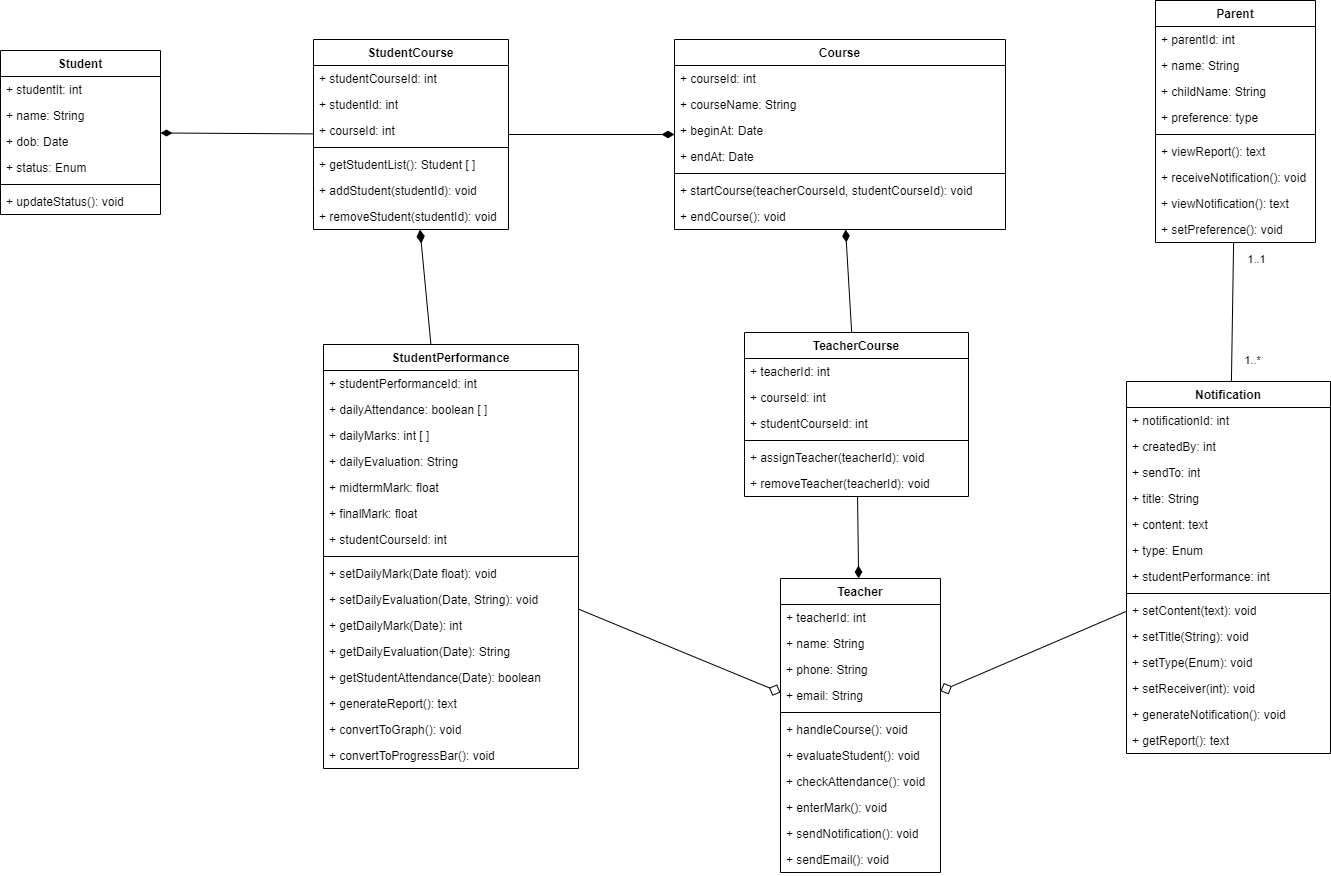 Student
+ studentIt: int
+ name: String
+ dob: Date
+ status: Enum
+ updateStatus(): void
StudentCourse
+ studentCourseId: int
+ studentId: int
+ courseId: int
+ getStudentList(): Student [ ]
+ addStudent(studentId): void
+ removeStudent(studentId): void
Course
+ courseId: int
+ courseName: String
+ beginAt: Date
+ endAt: Date
+ startCourse(teacherCourseId, studentCourseId): void
+ endCourse(): void
Parent
+ parentId: int
+ name: String
+ childName: String
+ preference: type
+ viewReport(): text
+ receiveNotification(): void
+ viewNotification(): text
+ setPreference(): void
1..1
1..*
StudentPerformance
+ studentPerformanceId: int
+ dailyAttendance: boolean [ ]
+ dailyMarks: int [ ]
+ dailyEvaluation: String
+ midtermMark: float
+ finalMark: float
+ studentCourseId: int
+ setDailyMark(Date float): void
+ setDailyEvaluation(Date, String): void
+ getDailyMark(Date): int
+ getDailyEvaluation(Date): String
+ getStudentAttendance(Date): boolean
+ generateReport(): text
+ convertToGraph(): void
+ convertToProgressBar(): void
TeacherCourse
+ teacherId: int
+ courseId: int
+ studentCourseId: int
+ assignTeacher(teacherId): void
+ removeTeacher(teacherId): void
Teacher
+ teacherId: int
+ name: String
+ phone: String
+ email: String
+ handleCourse(): void
+ evaluateStudent(): void
+ checkAttendance(): void
+ enterMark(): void
+ sendNotification(): void
+ sendEmail(): void
Notification
+ notificationId: int
+ createdBy: int
+ sendTo: int
+ title: String
+ content: text
+ type: Enum
+ studentPerformance: int
+ setContent(text): void
+ setTitle(String): void
+ setType(Enum): void
+ setReceiver(int): void
+ generateNotification(): void
+ getReport(): text